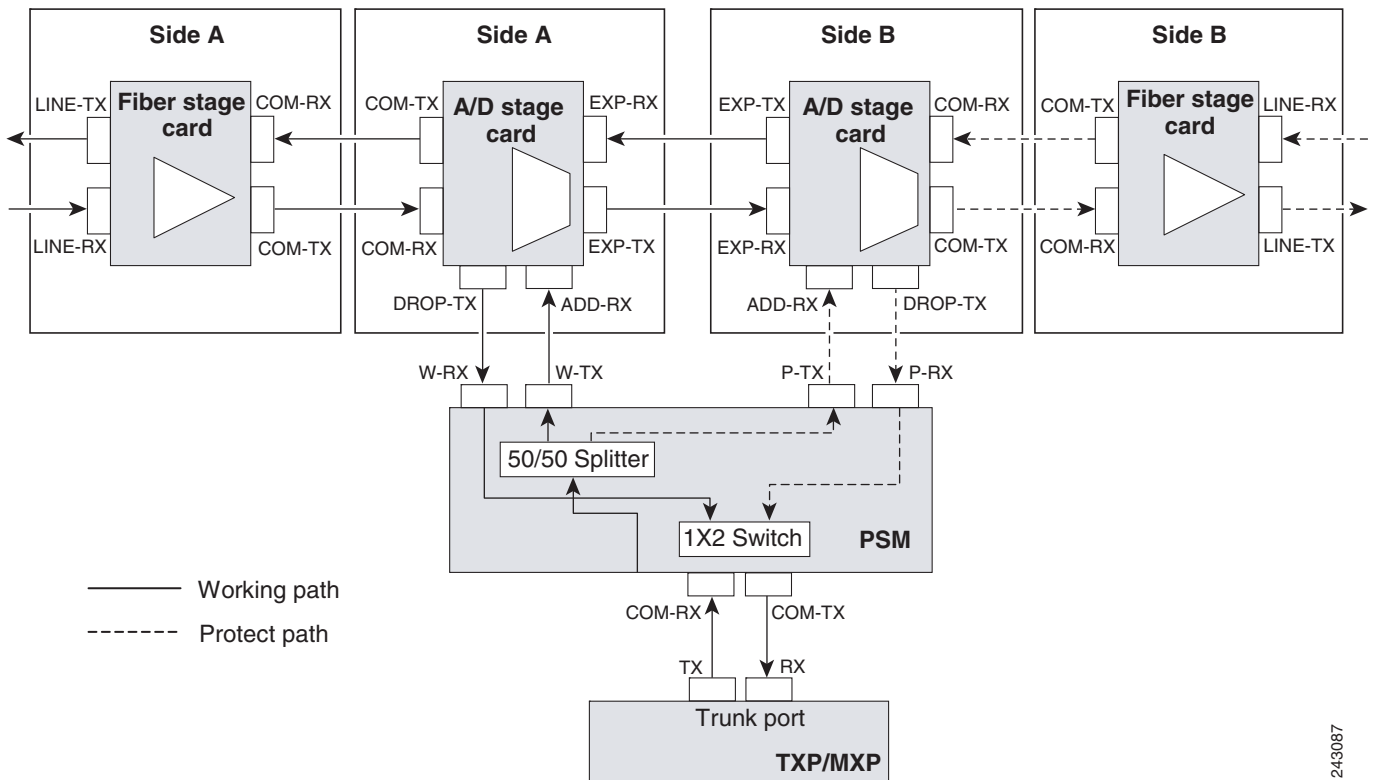 Side A
Side A
Side B
Side B
LINE-TX
Fiber stage
card
COM-RX
COM-TX
A/D stage
card
EXP-RX
EXP-TX
A/D stage
card
COM-RX
COM-TX
Fiber stage
card
LINE-RX
LINE-RX
COM-TX
COM-RX
EXP-TX
EXP-RX
COM-TX
COM-RX
LINE-TX
DROP-TX
ADD-RX
ADD-RX
DROP-TX
W-RX
W-TX
P-TX
P-RX
50/50 Splitter
1X2 Switch
PSM
Working path
Protect path
COM-RX
COM-TX
TX
RX
Trunk port
TXP/MXP
243087